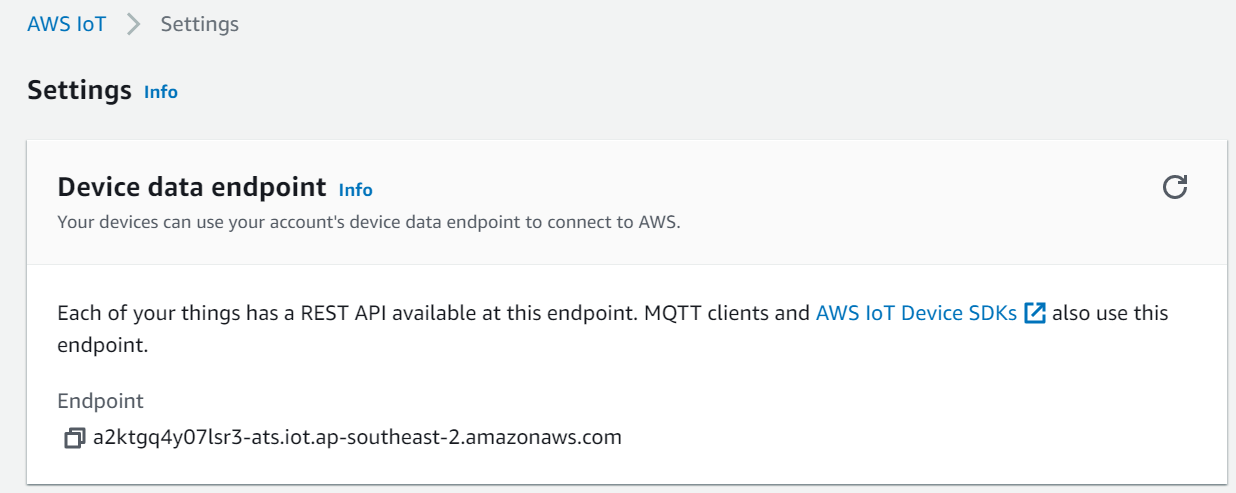 AWS IoT > Settings
Settings Info
Device data endpoint Info
Your devices can use your account's device data endpoint to connect to AWS.
Each of your things has a REST API available at this endpoint. MQTT clients and AWS IoT Device SDKs also use this
endpoint.
Endpoint
a2ktgq4y07lsr3-ats.iot.ap-southeast-2.amazonaws.com